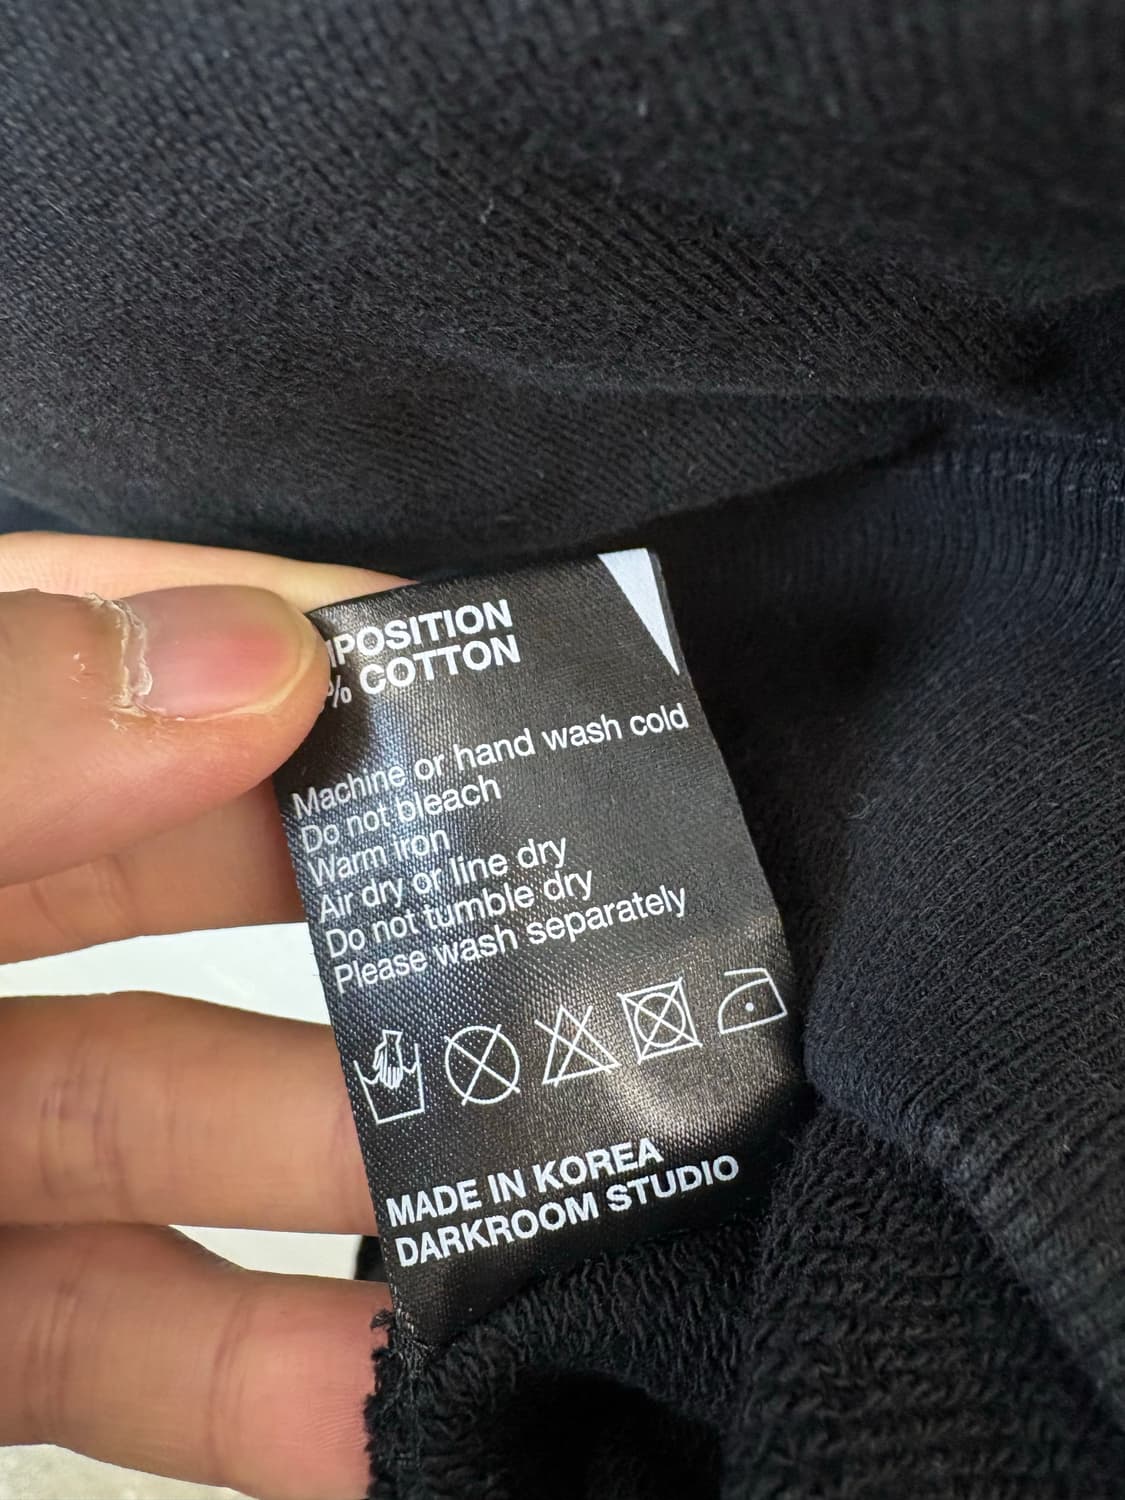 POSITION
% COTTON
Machine or hand wash cold
Do not bleach
Warm iron
Air dry or line dry
Do not tumble dry
Please wash separately
MADE IN KOREA
DARKROOM STUDIO